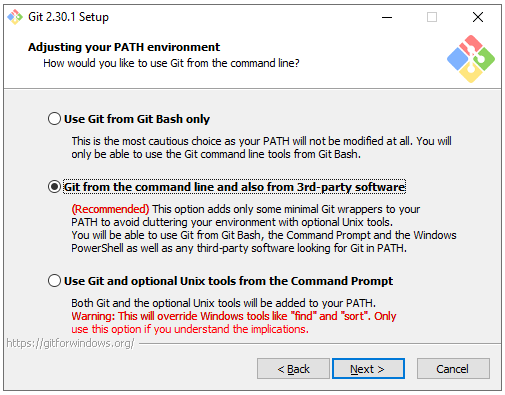 Git 2.30.1 Setup
Adjusting your PATH environment
How would you like to use Git from the command line?
Use Git from Git Bash only
This is the most cautious choice as your PATH will not be modified at all. You will
only be able to use the Git command line tools from Git Bash.
Git from the command line and also from 3rd-party software
(Recommended) This option adds only some minimal Git wrappers to your
PATH to avoid cluttering your environment with optional Unix tools.
You will be able to use Git from Git Bash, the Command Prompt and the Windows
PowerShell as well as any third-party software looking for Git in PATH.
Use Git and optional Unix tools from the Command Prompt
Both Git and the optional Unix tools will be added to your PATH.
Warning: This will override Windows tools like "find" and "sort". Only
use this option if you understand the implications.
https://gitforwindows.org/
< Back
Next >
Cancel